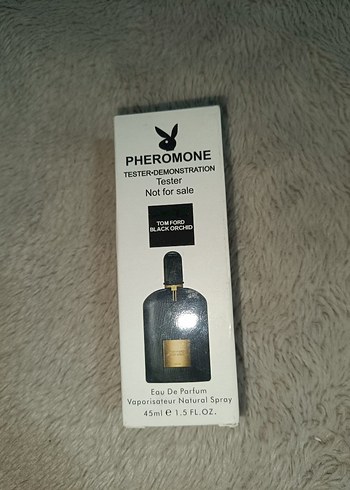 PHEROMONE
TESTER•DEMONSTRATION
Tester
Not for sale
TOM FORD
BLACK ORCHID
Eau De Parfum
Vaporisateur Natural Spray
45ml ℮ 1.5 FL.OZ.